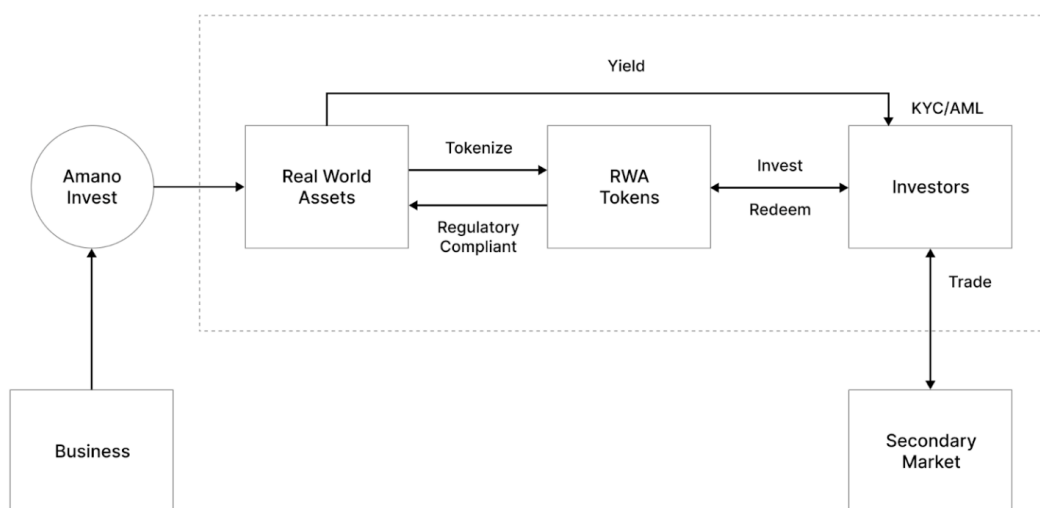 Yield
KYC/AML
Amano
Invest
Real World
Assets
Tokenize
Regulatory
Compliant
RWA
Tokens
Invest
Redeem
Investors
Trade
Business
Secondary
Market